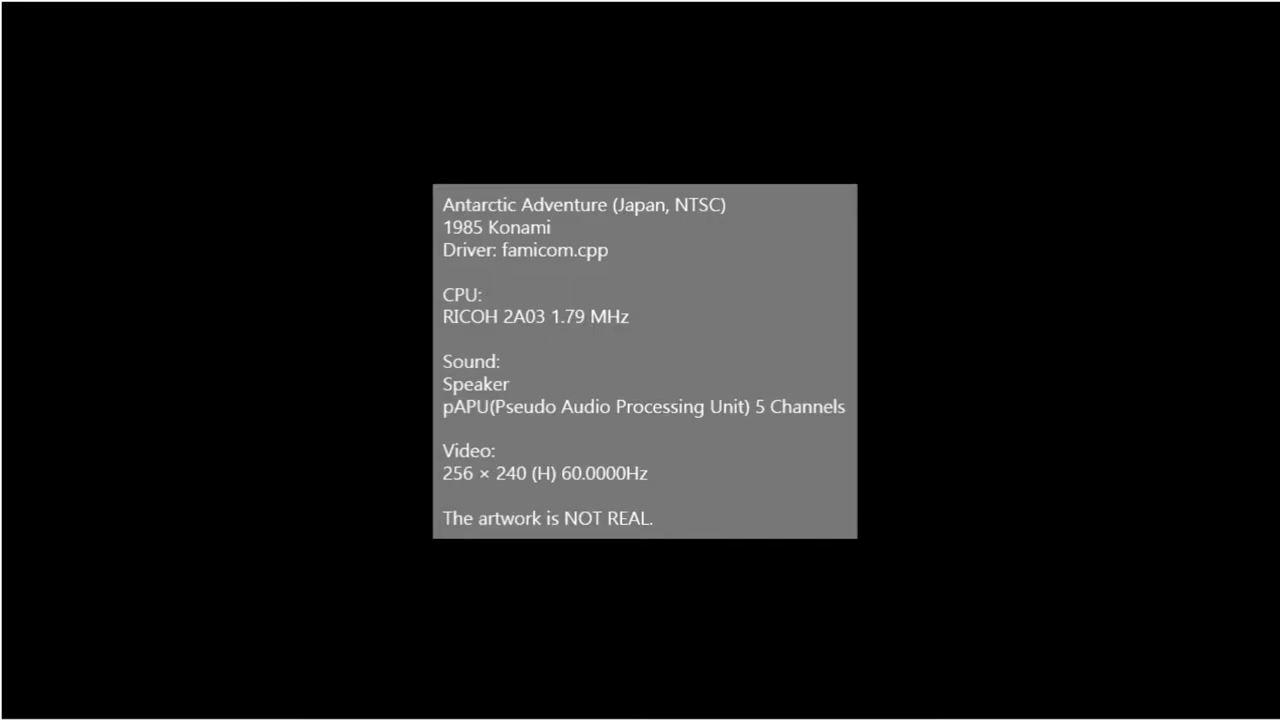 Antarctic Adventure (Japan, NTSC)
1985 Konami
Driver: famicom.cpp
CPU:
RICOH 2A03 1.79 MHz
Sound:
Speaker
pAPU(Pseudo Audio Processing Unit) 5 Channels
Video:
256 × 240 (H) 60.0000Hz
The artwork is NOT REAL.